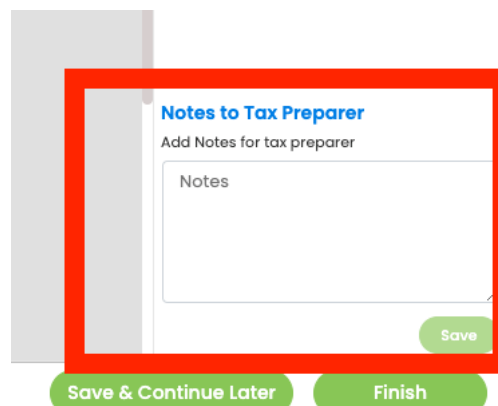 Notes to Tax Preparer
Add Notes for tax preparer
Notes
Save
Save & Continue Later
Finish